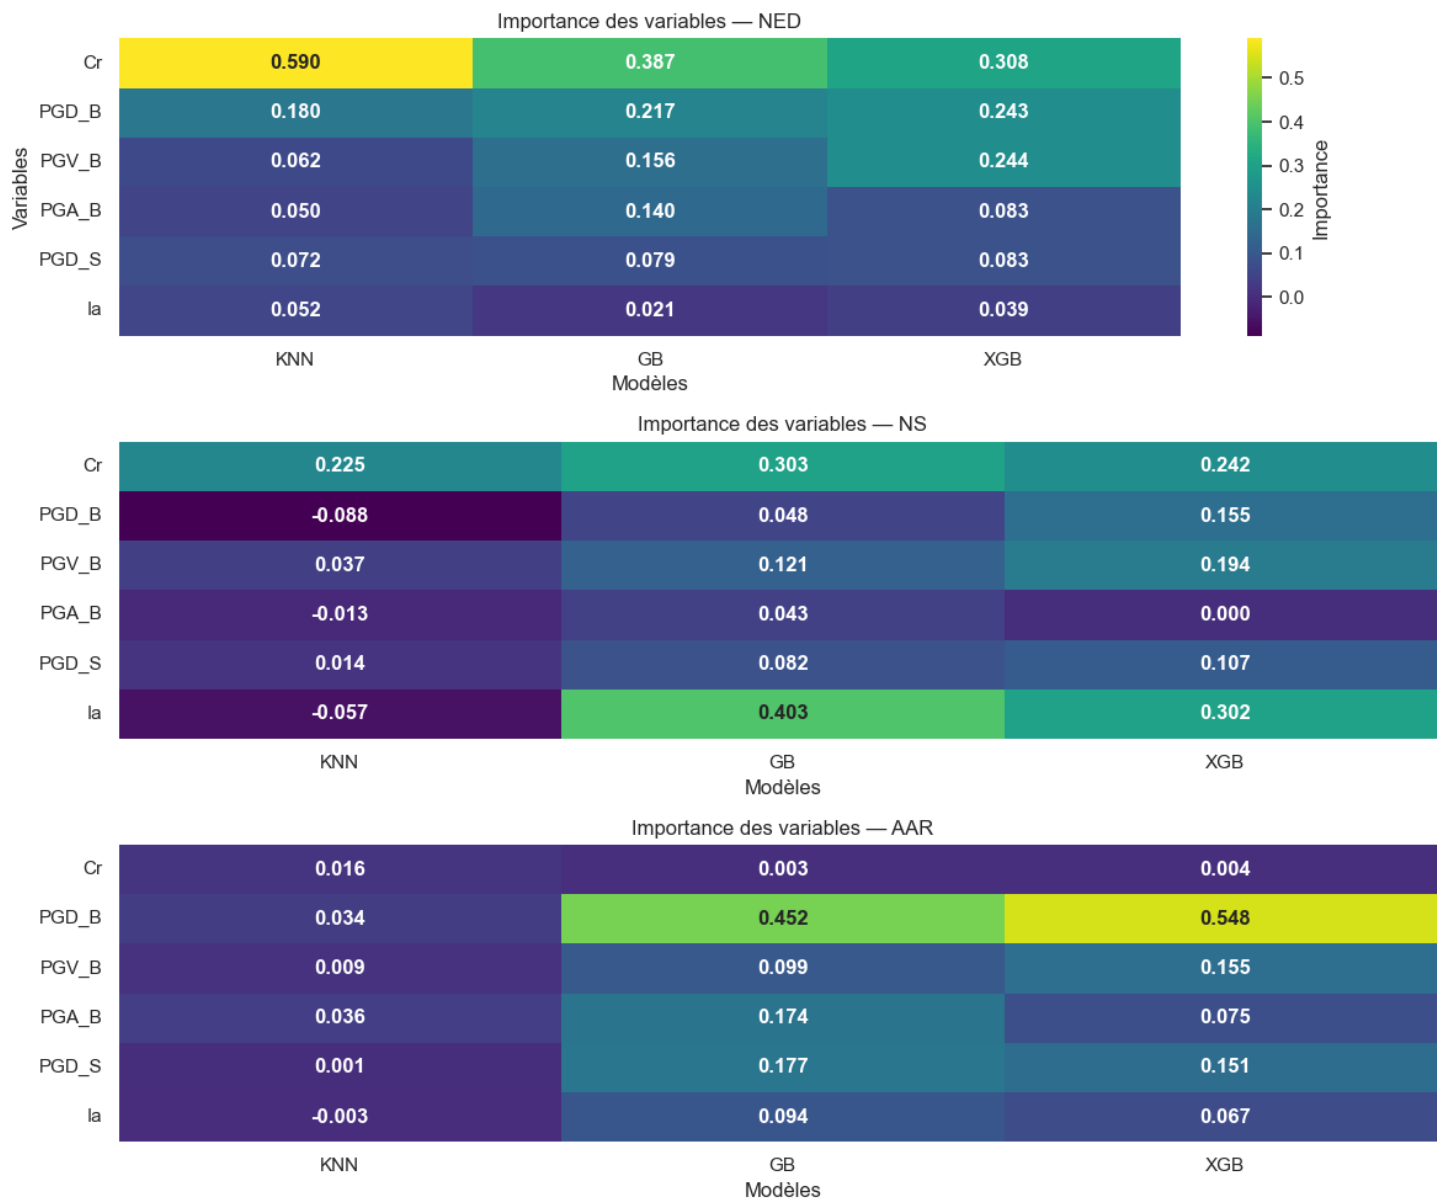 Importance des variables — NED
Variables
Cr 0.590 0.387 0.308
PGD_B 0.180 0.217 0.243
PGV_B 0.062 0.156 0.244
PGA_B 0.050 0.140 0.083
PGD_S 0.072 0.079 0.083
Ia 0.052 0.021 0.039
KNN GB XGB
Modèles
0.5
0.4
0.3
0.2
0.1
0.0
Importance
Importance des variables — NS
Cr 0.225 0.303 0.242
PGD_B -0.088 0.048 0.155
PGV_B 0.037 0.121 0.194
PGA_B -0.013 0.043 0.000
PGD_S 0.014 0.082 0.107
Ia -0.057 0.403 0.302
KNN GB XGB
Modèles
Importance des variables — AAR
Cr 0.016 0.003 0.004
PGD_B 0.034 0.452 0.548
PGV_B 0.009 0.099 0.155
PGA_B 0.036 0.174 0.075
PGD_S 0.001 0.177 0.151
Ia -0.003 0.094 0.067
KNN GB XGB
Modèles